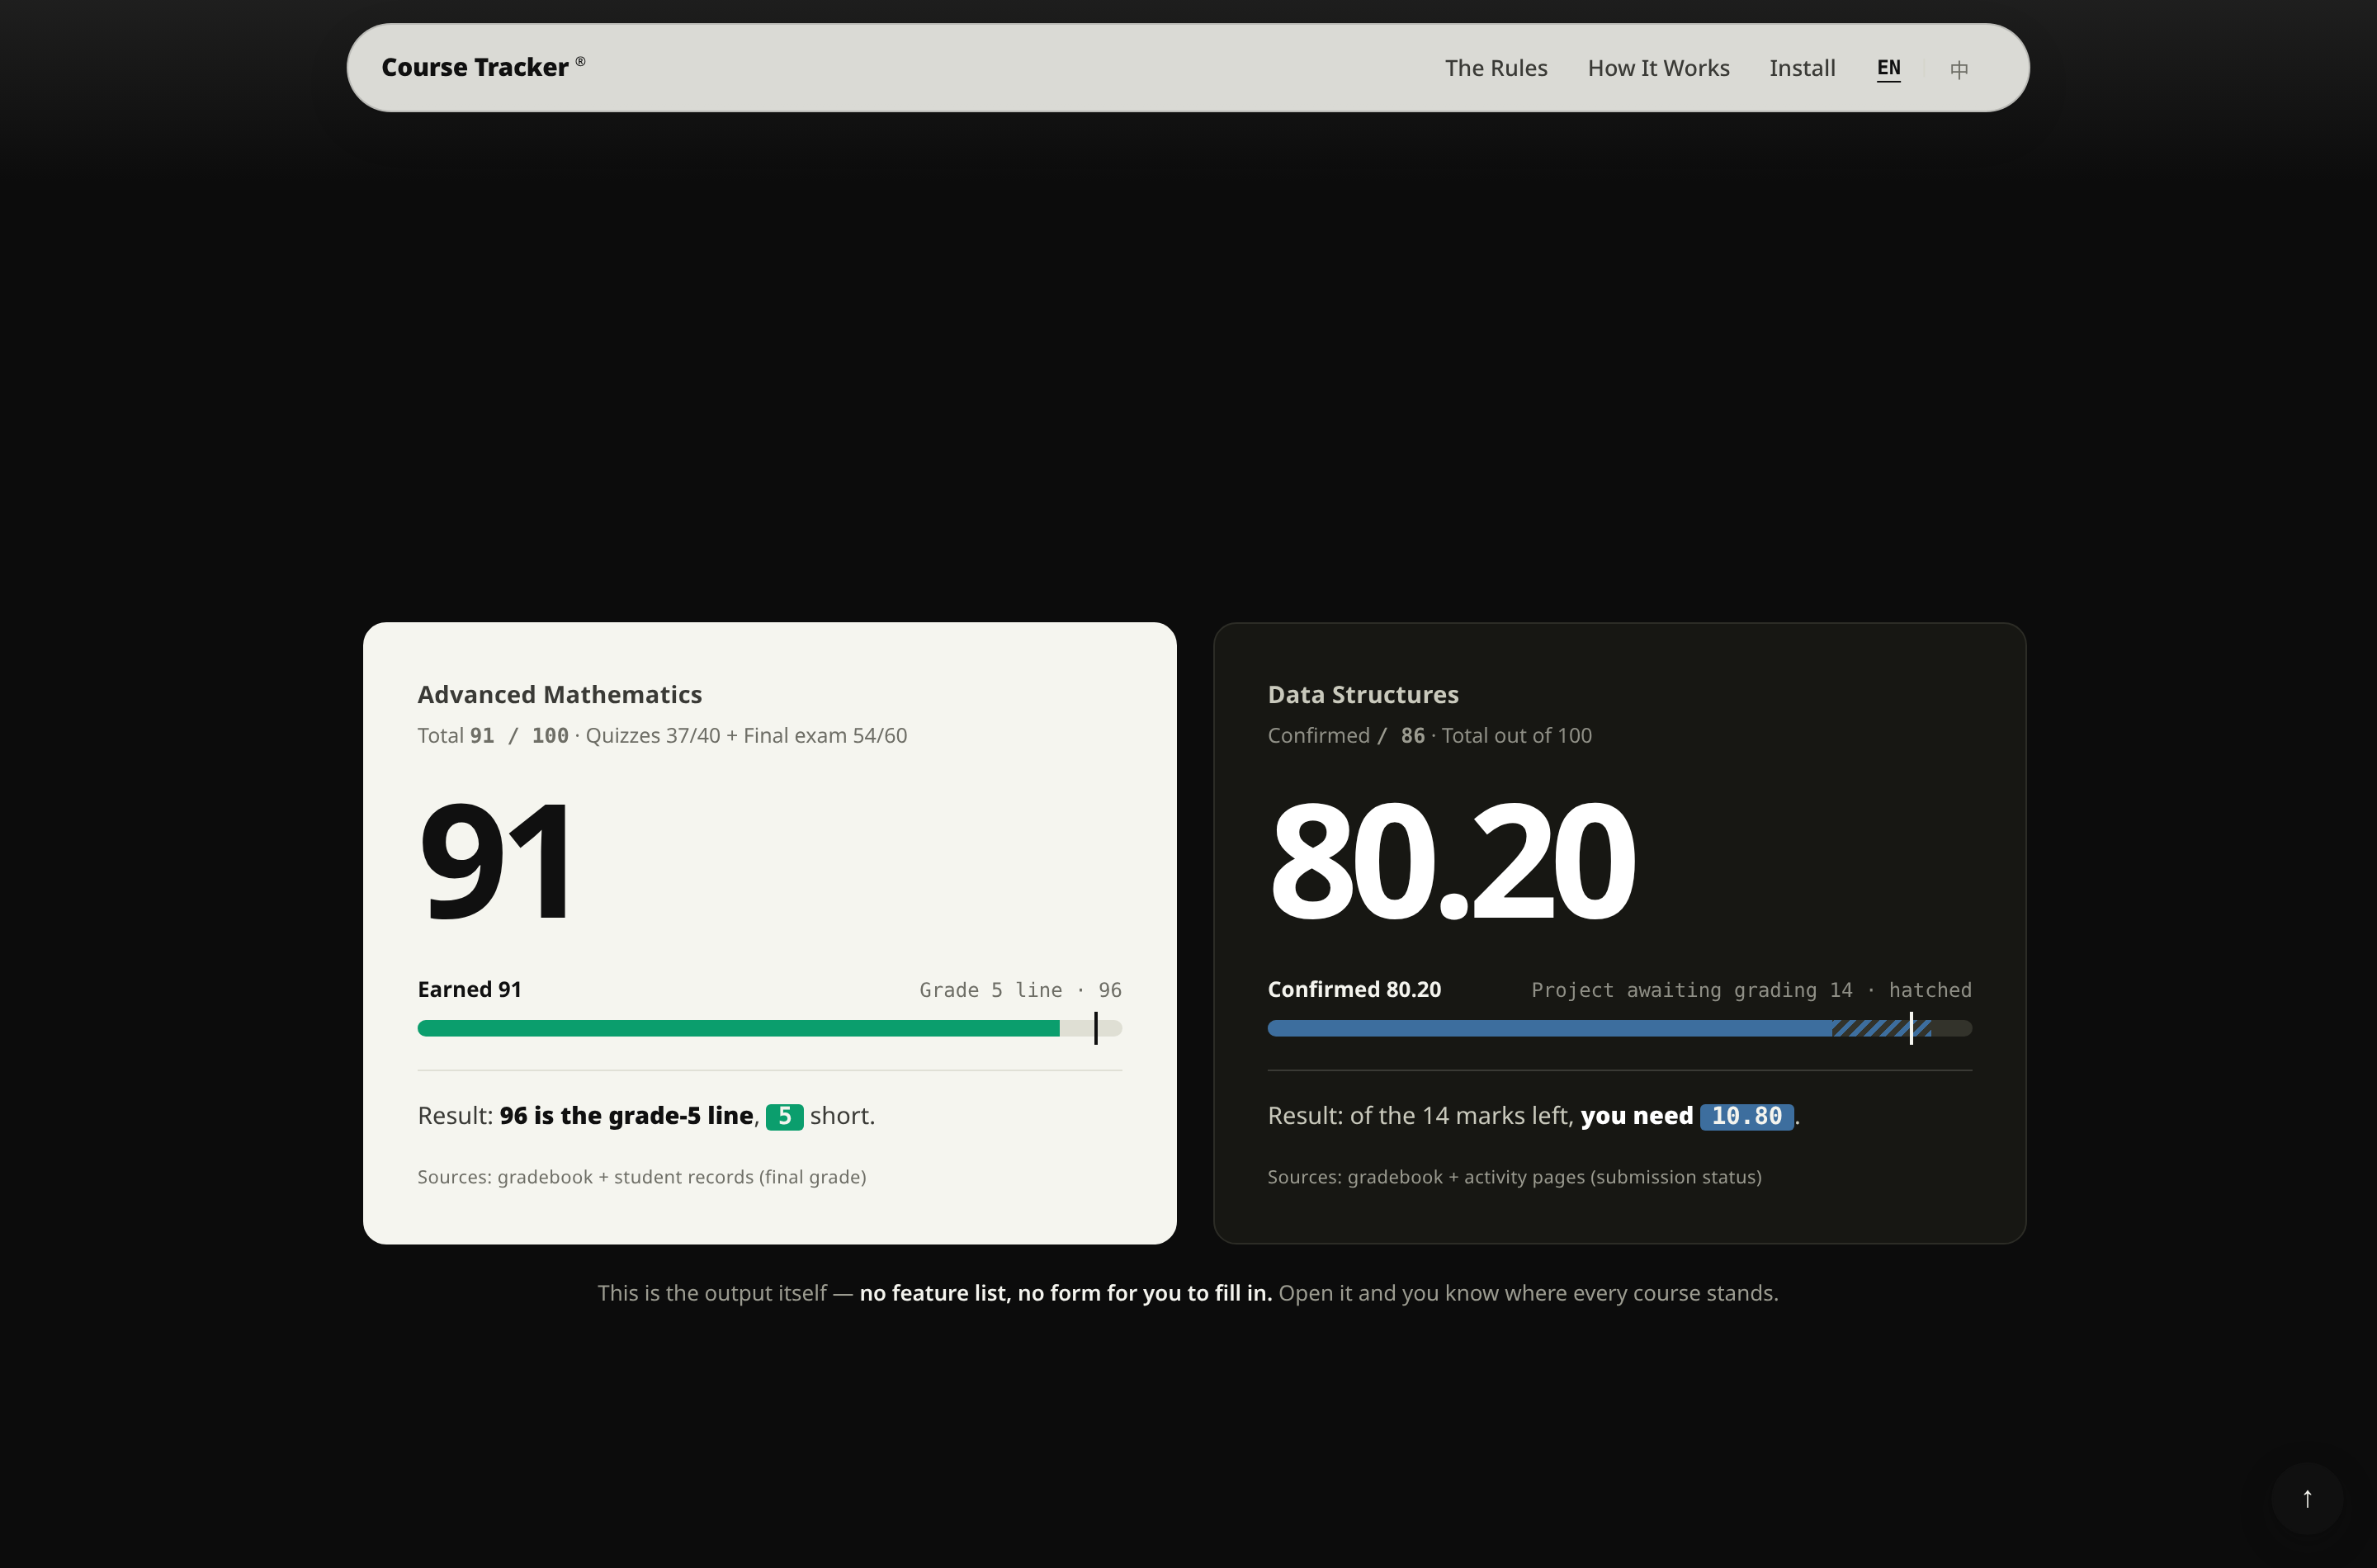 Course Tracker ®
The Rules How It Works Install EN 中
Advanced Mathematics
Total 91 / 100 · Quizzes 37/40 + Final exam 54/60
91
Earned 91 Grade 5 line · 96
Result: 96 is the grade-5 line, 5 short.
Sources: gradebook + student records (final grade)
Data Structures
Confirmed / 86 · Total out of 100
80.20
Confirmed 80.20 Project awaiting grading 14 · hatched
Result: of the 14 marks left, you need 10.80.
Sources: gradebook + activity pages (submission status)
This is the output itself — no feature list, no form for you to fill in. Open it and you know where every course stands.
↑